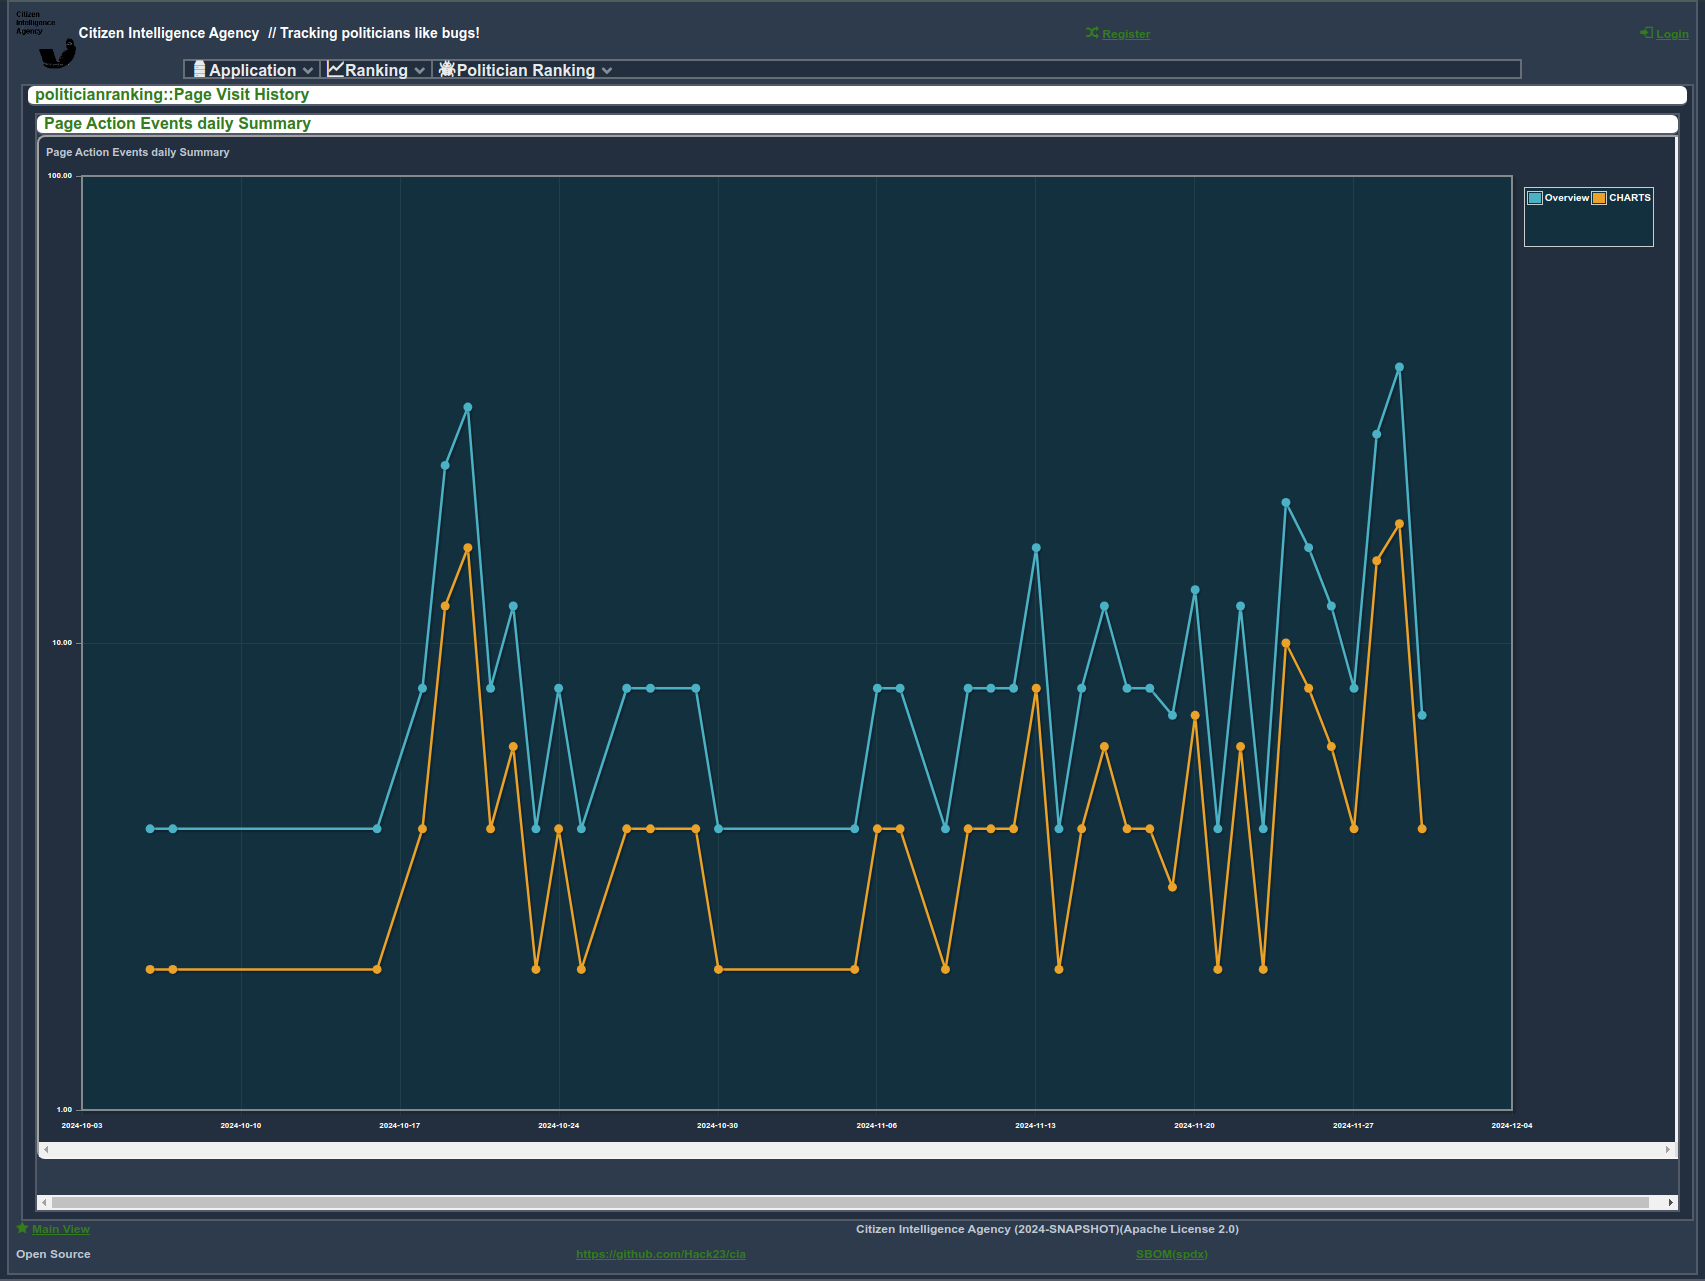 Citizen
Intelligence
Agency
Citizen Intelligence Agency // Tracking politicians like bugs!
Register
Login
Application
Ranking
Politician Ranking
politicianranking::Page Visit History
Page Action Events daily Summary
Page Action Events daily Summary
100.00
10.00
1.00
Overview CHARTS
2024-10-03 2024-10-10 2024-10-17 2024-10-24 2024-10-30 2024-11-06 2024-11-13 2024-11-20 2024-11-27 2024-12-04
Main View
Citizen Intelligence Agency (2024-SNAPSHOT)(Apache License 2.0)
Open Source
https://github.com/Hack23/cia
SBOM(spdx)